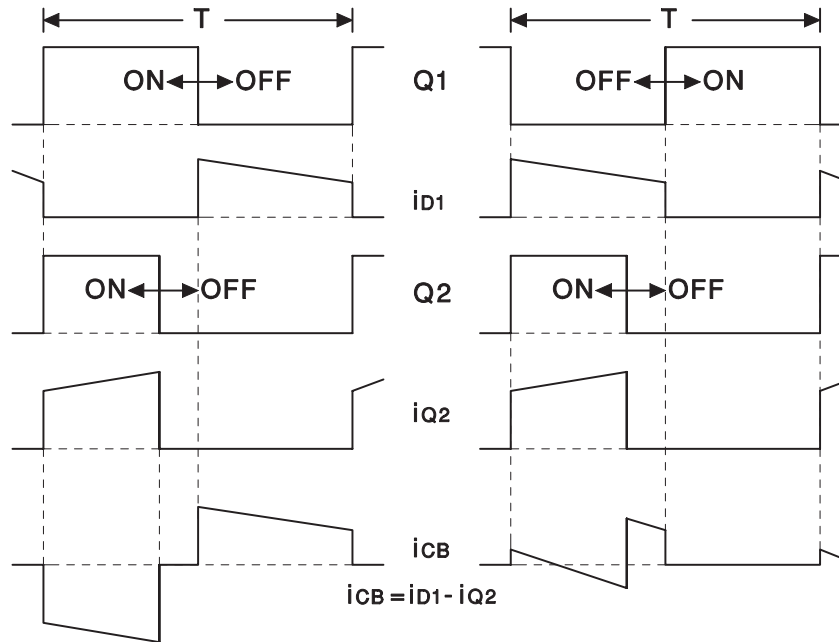 T T
ON OFF Q1 OFF ON
iD1
ON OFF Q2 ON OFF
iQ2
iCB
iCB = iD1 - iQ2